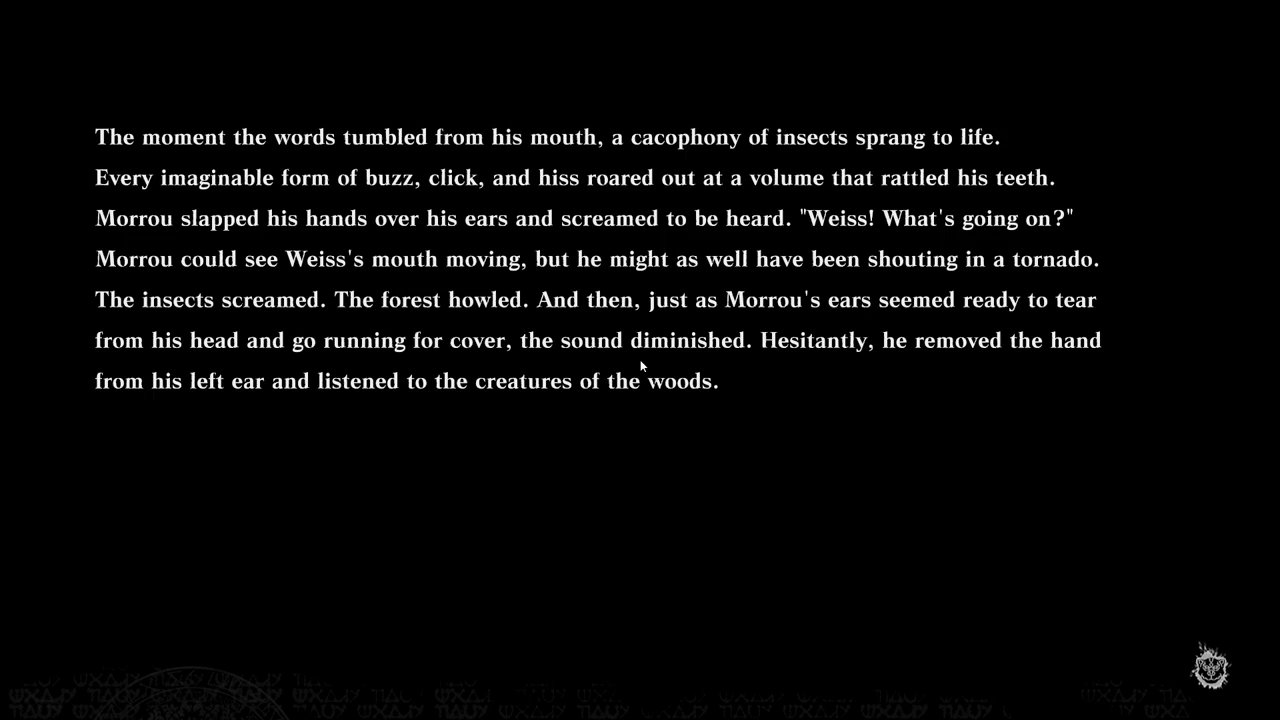 The moment the words tumbled from his mouth, a cacophony of insects sprang to life.
Every imaginable form of buzz, click, and hiss roared out at a volume that rattled his teeth.
Morrou slapped his hands over his ears and screamed to be heard. "Weiss! What's going on?"
Morrou could see Weiss's mouth moving, but he might as well have been shouting in a tornado.
The insects screamed. The forest howled. And then, just as Morrou's ears seemed ready to tear
from his head and go running for cover, the sound diminished. Hesitantly, he removed the hand
from his left ear and listened to the creatures of the woods.